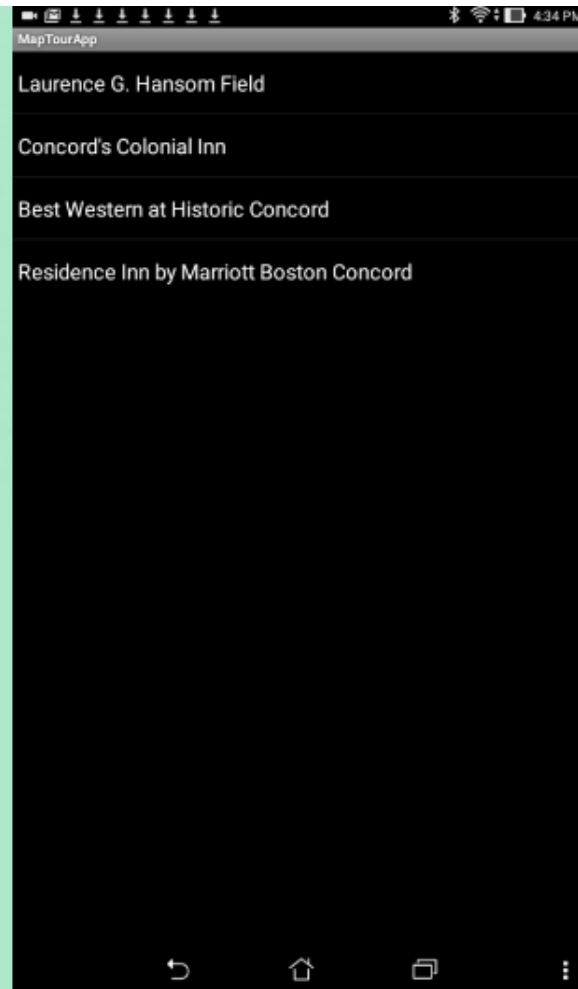 4:34 PM
MapTourApp
Laurence G. Hansom Field
Concord's Colonial Inn
Best Western at Historic Concord
Residence Inn by Marriott Boston Concord